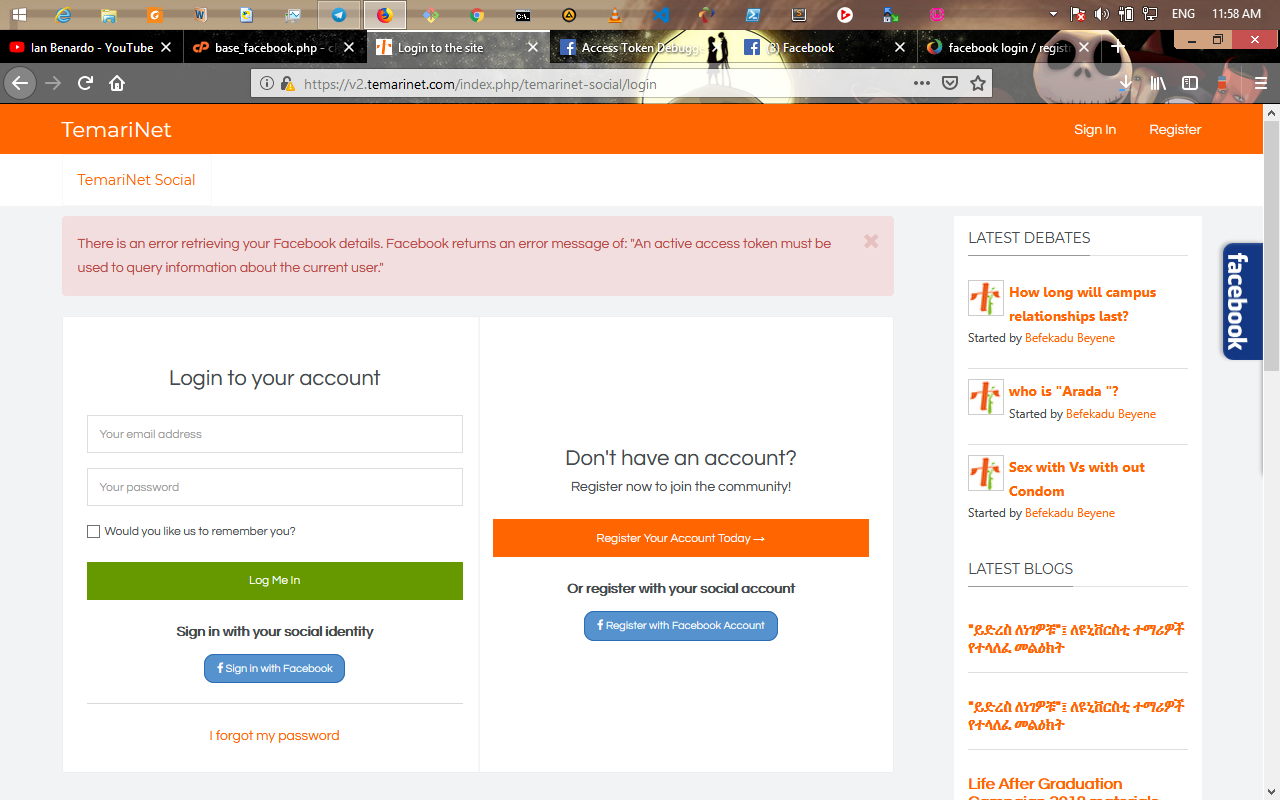 ENG
11:58 AM
Ian Benardo - YouTube
base_facebook.php - c
Login to the site
Access Token Debugge
(3) Facebook
facebook login / regist
https://v2.temarinet.com/index.php/temarinet-social/login
TemariNet
Sign In
Register
TemariNet Social
There is an error retrieving your Facebook details. Facebook returns an error message of: "An active access token must be
used to query information about the current user."
Login to your account
Your email address
Your password
Would you like us to remember you?
Log Me In
Sign in with your social identity
Sign in with Facebook
I forgot my password
Don't have an account?
Register now to join the community!
Register Your Account Today →
Or register with your social account
Register with Facebook Account
LATEST DEBATES
How long will campus
relationships last?
Started by Befekadu Beyene
who is "Arada "?
Started by Befekadu Beyene
Sex with Vs with out
Condom
Started by Befekadu Beyene
LATEST BLOGS
"ይድረስ ለነገዎቹ"፤ ለዩኒቨርስቲ ተማሪዎች
የተላለፈ መልዕክት
"ይድረስ ለነገዎቹ"፤ ለዩኒቨርስቲ ተማሪዎች
የተላለፈ መልዕክት
Life After Graduation
Campaign 2018 materials
facebook